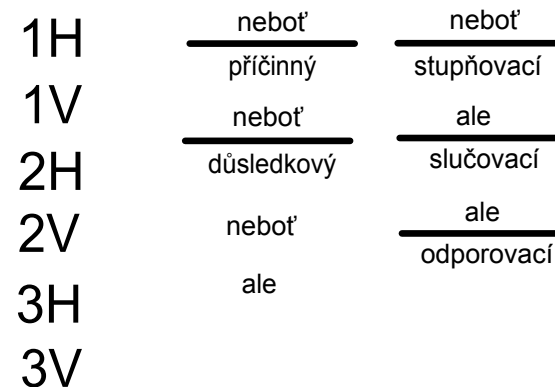 1H
1V
2H
2V
3H
3V
neboť
příčinný
neboť
důsledkový
neboť
ale
neboť
stupňovací
ale
slučovací
ale
odporovací